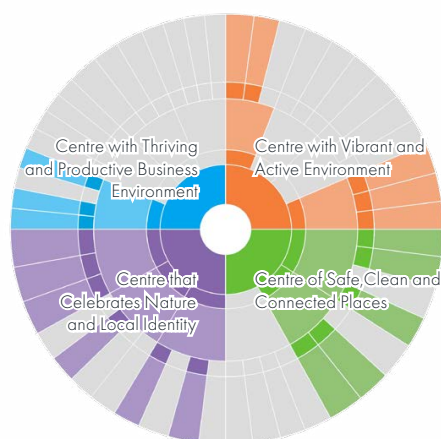 Centre with Thriving
and Productive Business
Environment
Centre with Vibrant and
Active Environment
Centre that
Celebrates Nature
and Local Identity
Centre of Safe, Clean and
Connected Places